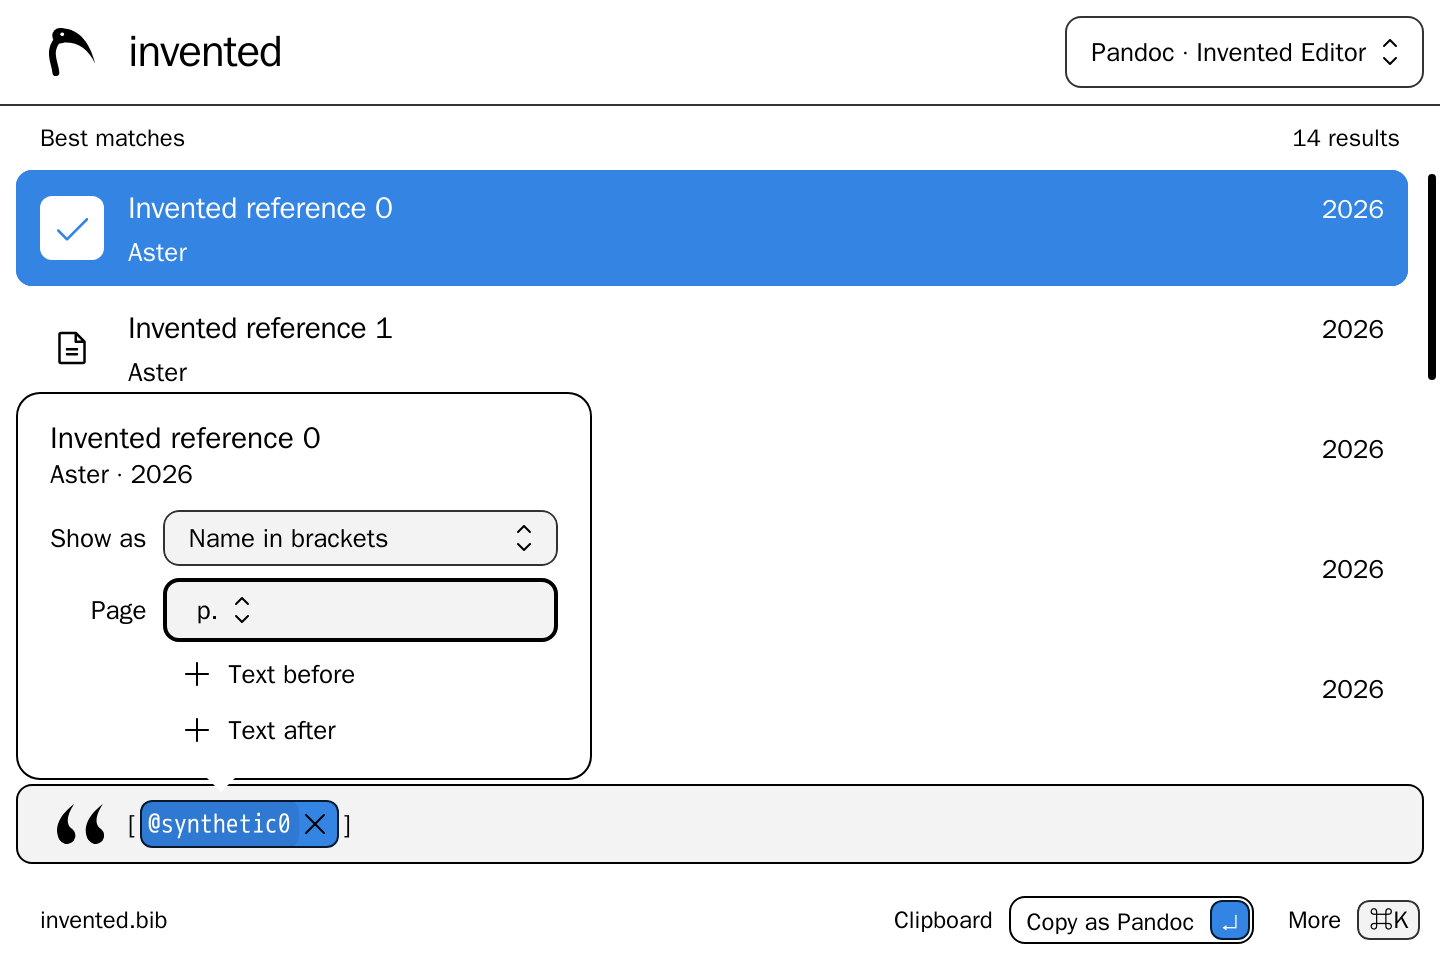 invented
Pandoc · Invented Editor
Best matches
14 results
Invented reference 0
2026
Aster
Invented reference 1
2026
Aster
2026
2026
2026
Invented reference 0
Aster · 2026
Show as Name in brackets
Page p.
Text before
Text after
[@synthetic0]
invented.bib
Clipboard Copy as Pandoc ↵ More ⌘K